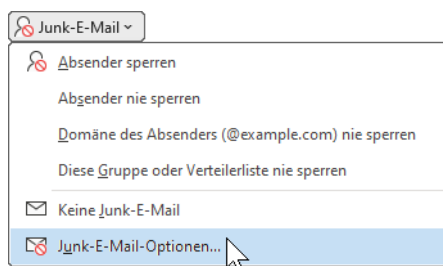 Junk-E-Mail
Absender sperren
Absender nie sperren
Domäne des Absenders (@example.com) nie sperren
Diese Gruppe oder Verteilerliste nie sperren
Keine Junk-E-Mail
Junk-E-Mail-Optionen...